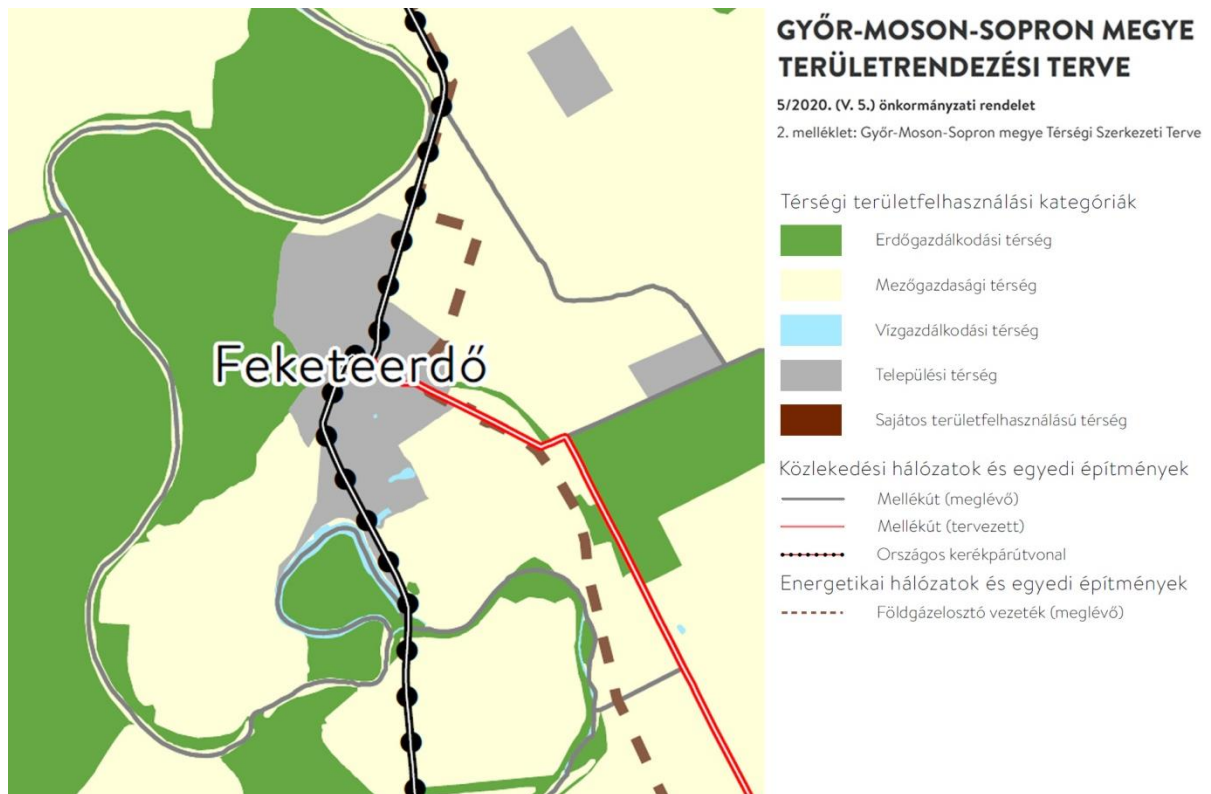 GYŐR-MOSON-SOPRON MEGYE
TERÜLETRENDEZÉSI TERVE
5/2020. (V. 5.) önkormányzati rendelet
2. melléklet: Győr-Moson-Sopron megye Térségi Szerkezeti Terve
Térségi területfelhasználási kategóriák
Erdőgazdálkodási térség
Mezőgazdasági térség
Vízgazdálkodási térség
Települési térség
Sajátos területfelhasználású térség
Közlekedési hálózatok és egyedi építmények
Mellékút (meglévő)
Mellékút (tervezett)
Országos kerékpárútvonal
Energetikai hálózatok és egyedi építmények
Földgázelosztó vezeték (meglévő)
Feketeerdő